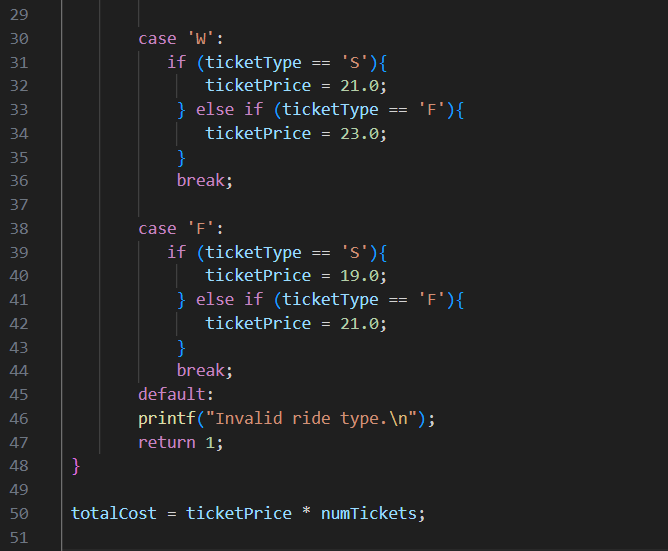 29
30 case 'W':
31 if (ticketType == 'S'){
32 ticketPrice = 21.0;
33 } else if (ticketType == 'F'){
34 ticketPrice = 23.0;
35 }
36 break;
37
38 case 'F':
39 if (ticketType == 'S'){
40 ticketPrice = 19.0;
41 } else if (ticketType == 'F'){
42 ticketPrice = 21.0;
43 }
44 break;
45 default:
46 printf("Invalid ride type.\n");
47 return 1;
48 }
49
50 totalCost = ticketPrice * numTickets;
51